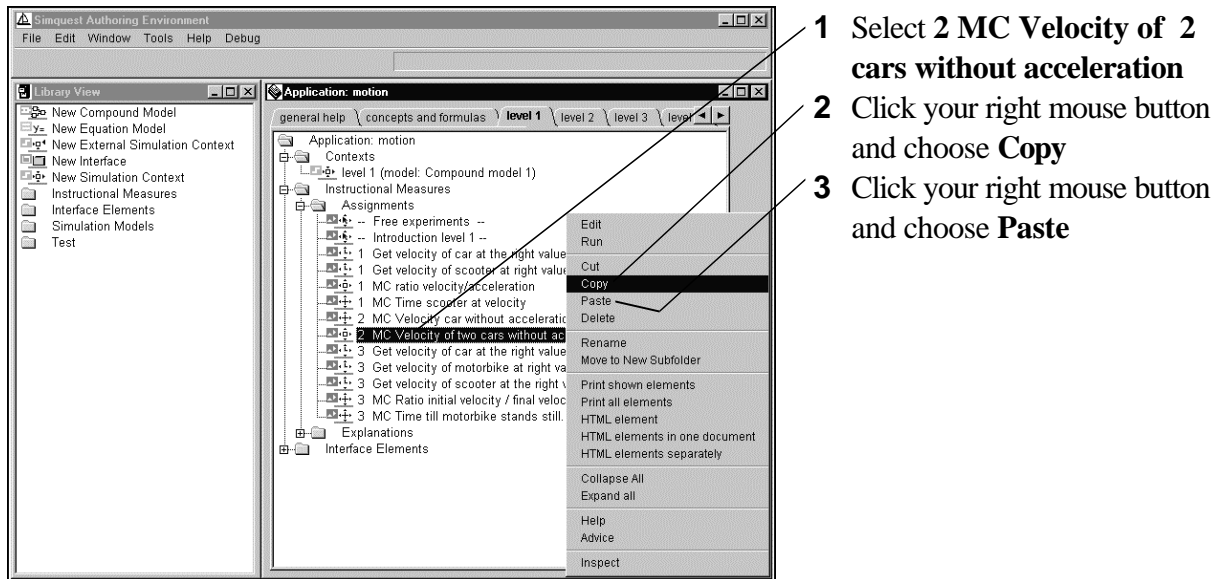 Simquest Authoring Environment
File Edit Window Tools Help Debug
Library View
New Compound Model
y= New Equation Model
New External Simulation Context
New Interface
New Simulation Context
Instructional Measures
Interface Elements
Simulation Models
Test
Application: motion
general help concepts and formulas level 1 level 2 level 3 level
Application: motion
Contexts
level 1 (model: Compound model 1)
Instructional Measures
Assignments
-- Free experiments --
-- Introduction level 1 --
1 Get velocity of car at the right value
1 Get velocity of scooter at right value
1 MC ratio velocity/acceleration
1 MC Time scooter at velocity
2 MC Velocity car without acceleratio
2 MC Velocity of two cars without ac
3 Get velocity of car at the right value
3 Get velocity of motorbike at right va
3 Get velocity of scooter at the right v
3 MC Ratio initial velocity / final veloc
3 MC Time till motorbike stands still.
Explanations
Interface Elements
Edit
Run
Cut
Copy
Paste
Delete
Rename
Move to New Subfolder
Print shown elements
Print all elements
HTML element
HTML elements in one document
HTML elements separately
Collapse All
Expand all
Help
Advice
Inspect
1 Select 2 MC Velocity of 2
cars without acceleration
2 Click your right mouse button
and choose Copy
3 Click your right mouse button
and choose Paste